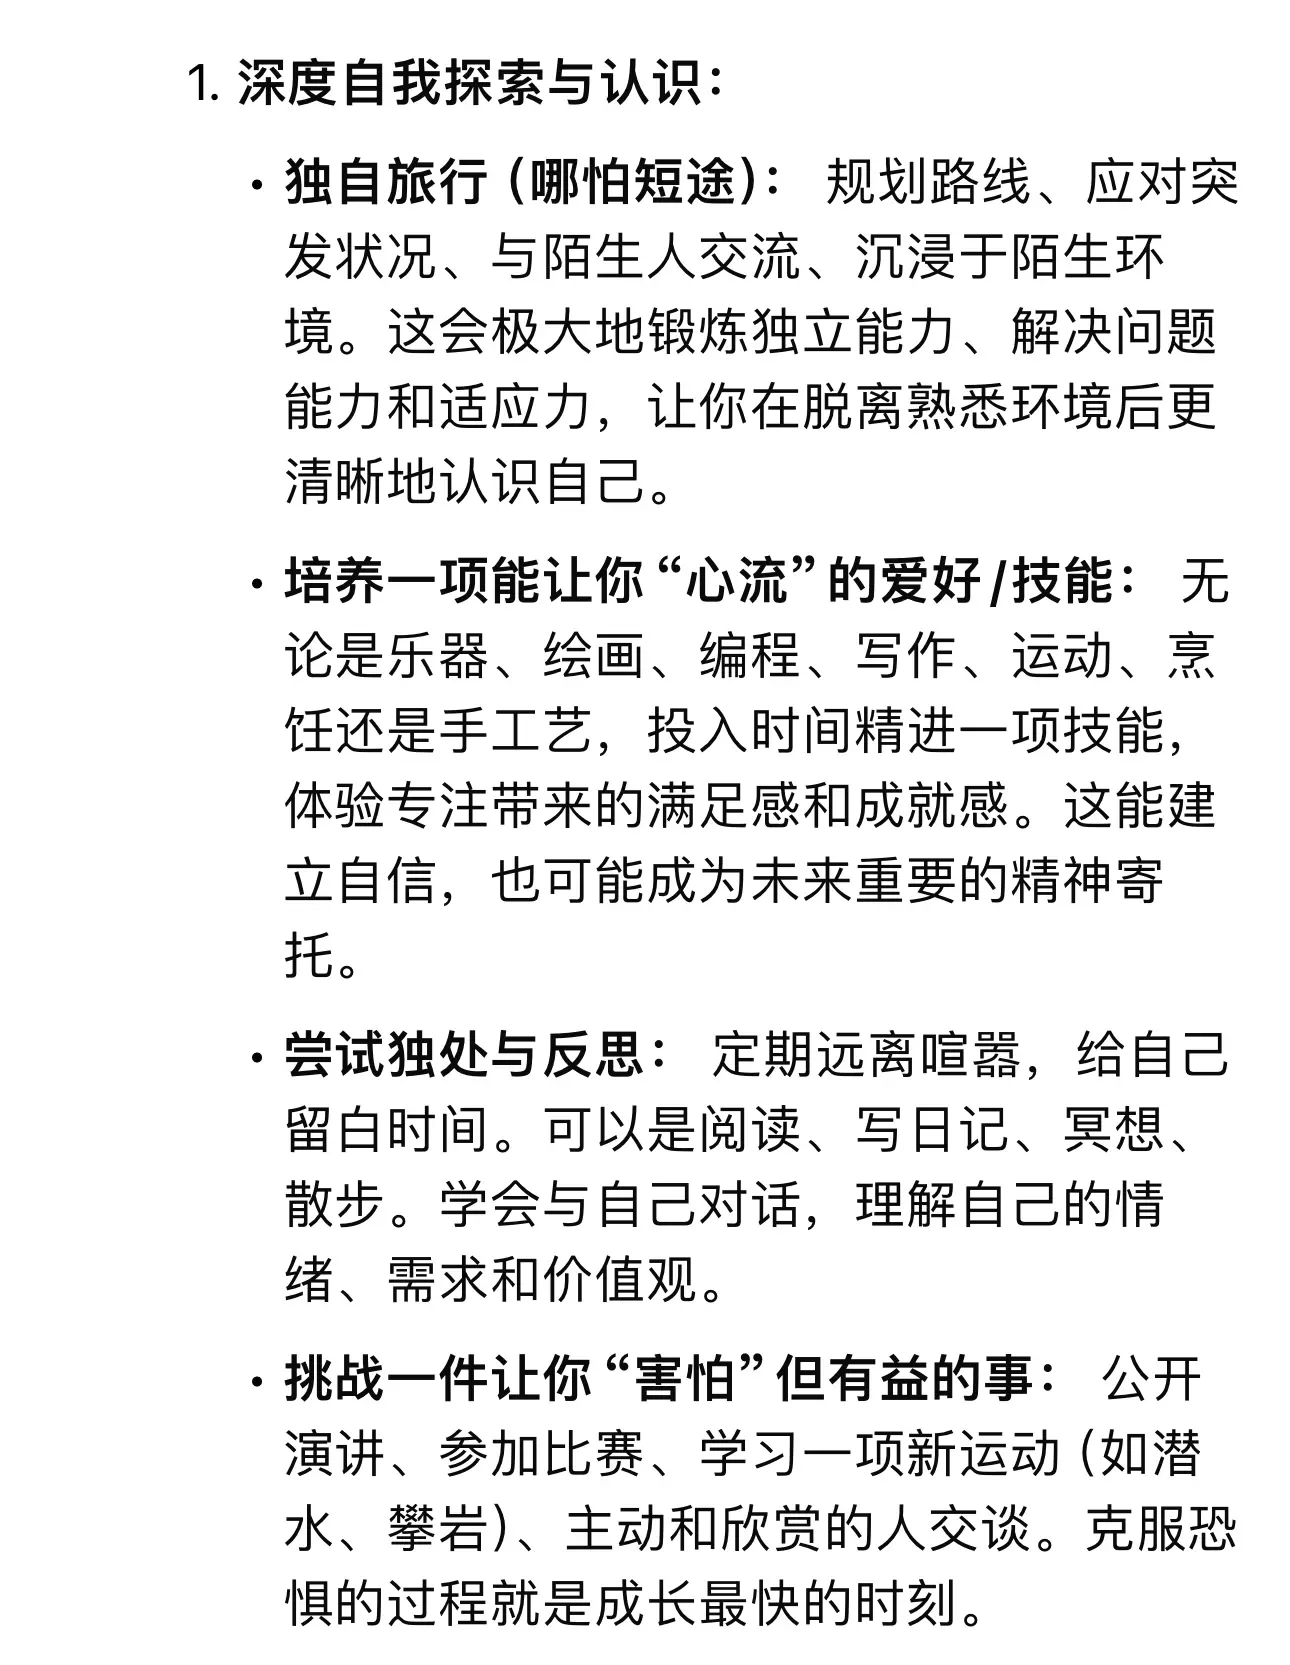 1. 深度自我探索与认识：
• 独自旅行（哪怕短途）： 规划路线、应对突
发状况、与陌生人交流、沉浸于陌生环
境。这会极大地锻炼独立能力、解决问题
能力和适应力，让你在脱离熟悉环境后更
清晰地认识自己。
• 培养一项能让你“心流”的爱好/技能： 无
论是乐器、绘画、编程、写作、运动、烹
饪还是手工艺，投入时间精进一项技能，
体验专注带来的满足感和成就感。这能建
立自信，也可能成为未来重要的精神寄
托。
• 尝试独处与反思： 定期远离喧嚣，给自己
留白时间。可以是阅读、写日记、冥想、
散步。学会与自己对话，理解自己的情
绪、需求和价值观。
• 挑战一件让你“害怕”但有益的事： 公开
演讲、参加比赛、学习一项新运动（如潜
水、攀岩）、主动和欣赏的人交谈。克服恐
惧的过程就是成长最快的时刻。